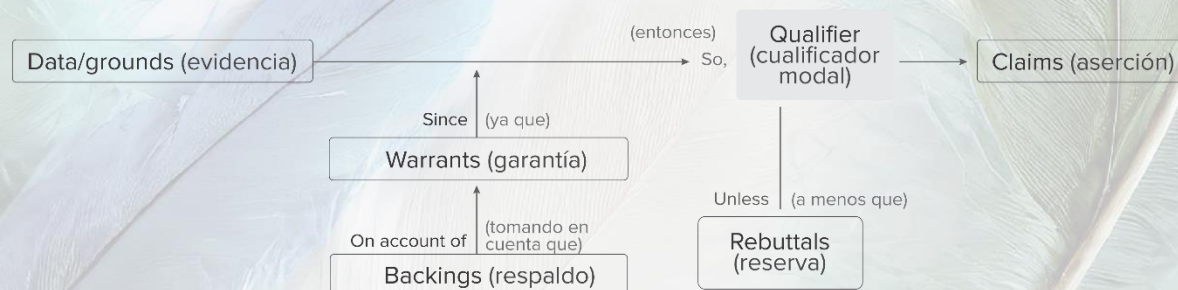 (entonces)
Data/grounds (evidencia)
So,
Qualifier
(cualificador
modal)
Claims (aserción)
Since (ya que)
Warrants (garantía)
Unless (a menos que)
On account of
(tomando en
cuenta que)
Rebuttals
(reserva)
Backings (respaldo)